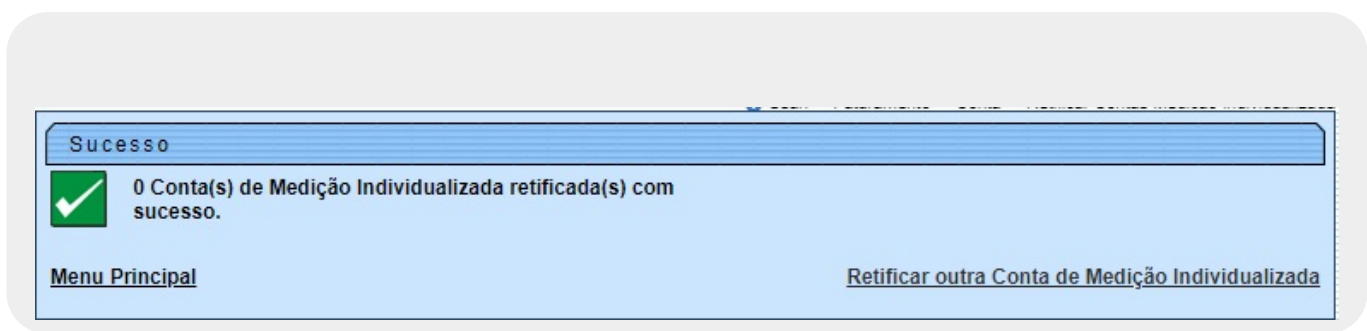 Sucesso
0 Conta(s) de Medição Individualizada retificada(s) com
sucesso.
Menu Principal
Retificar outra Conta de Medição Individualizada